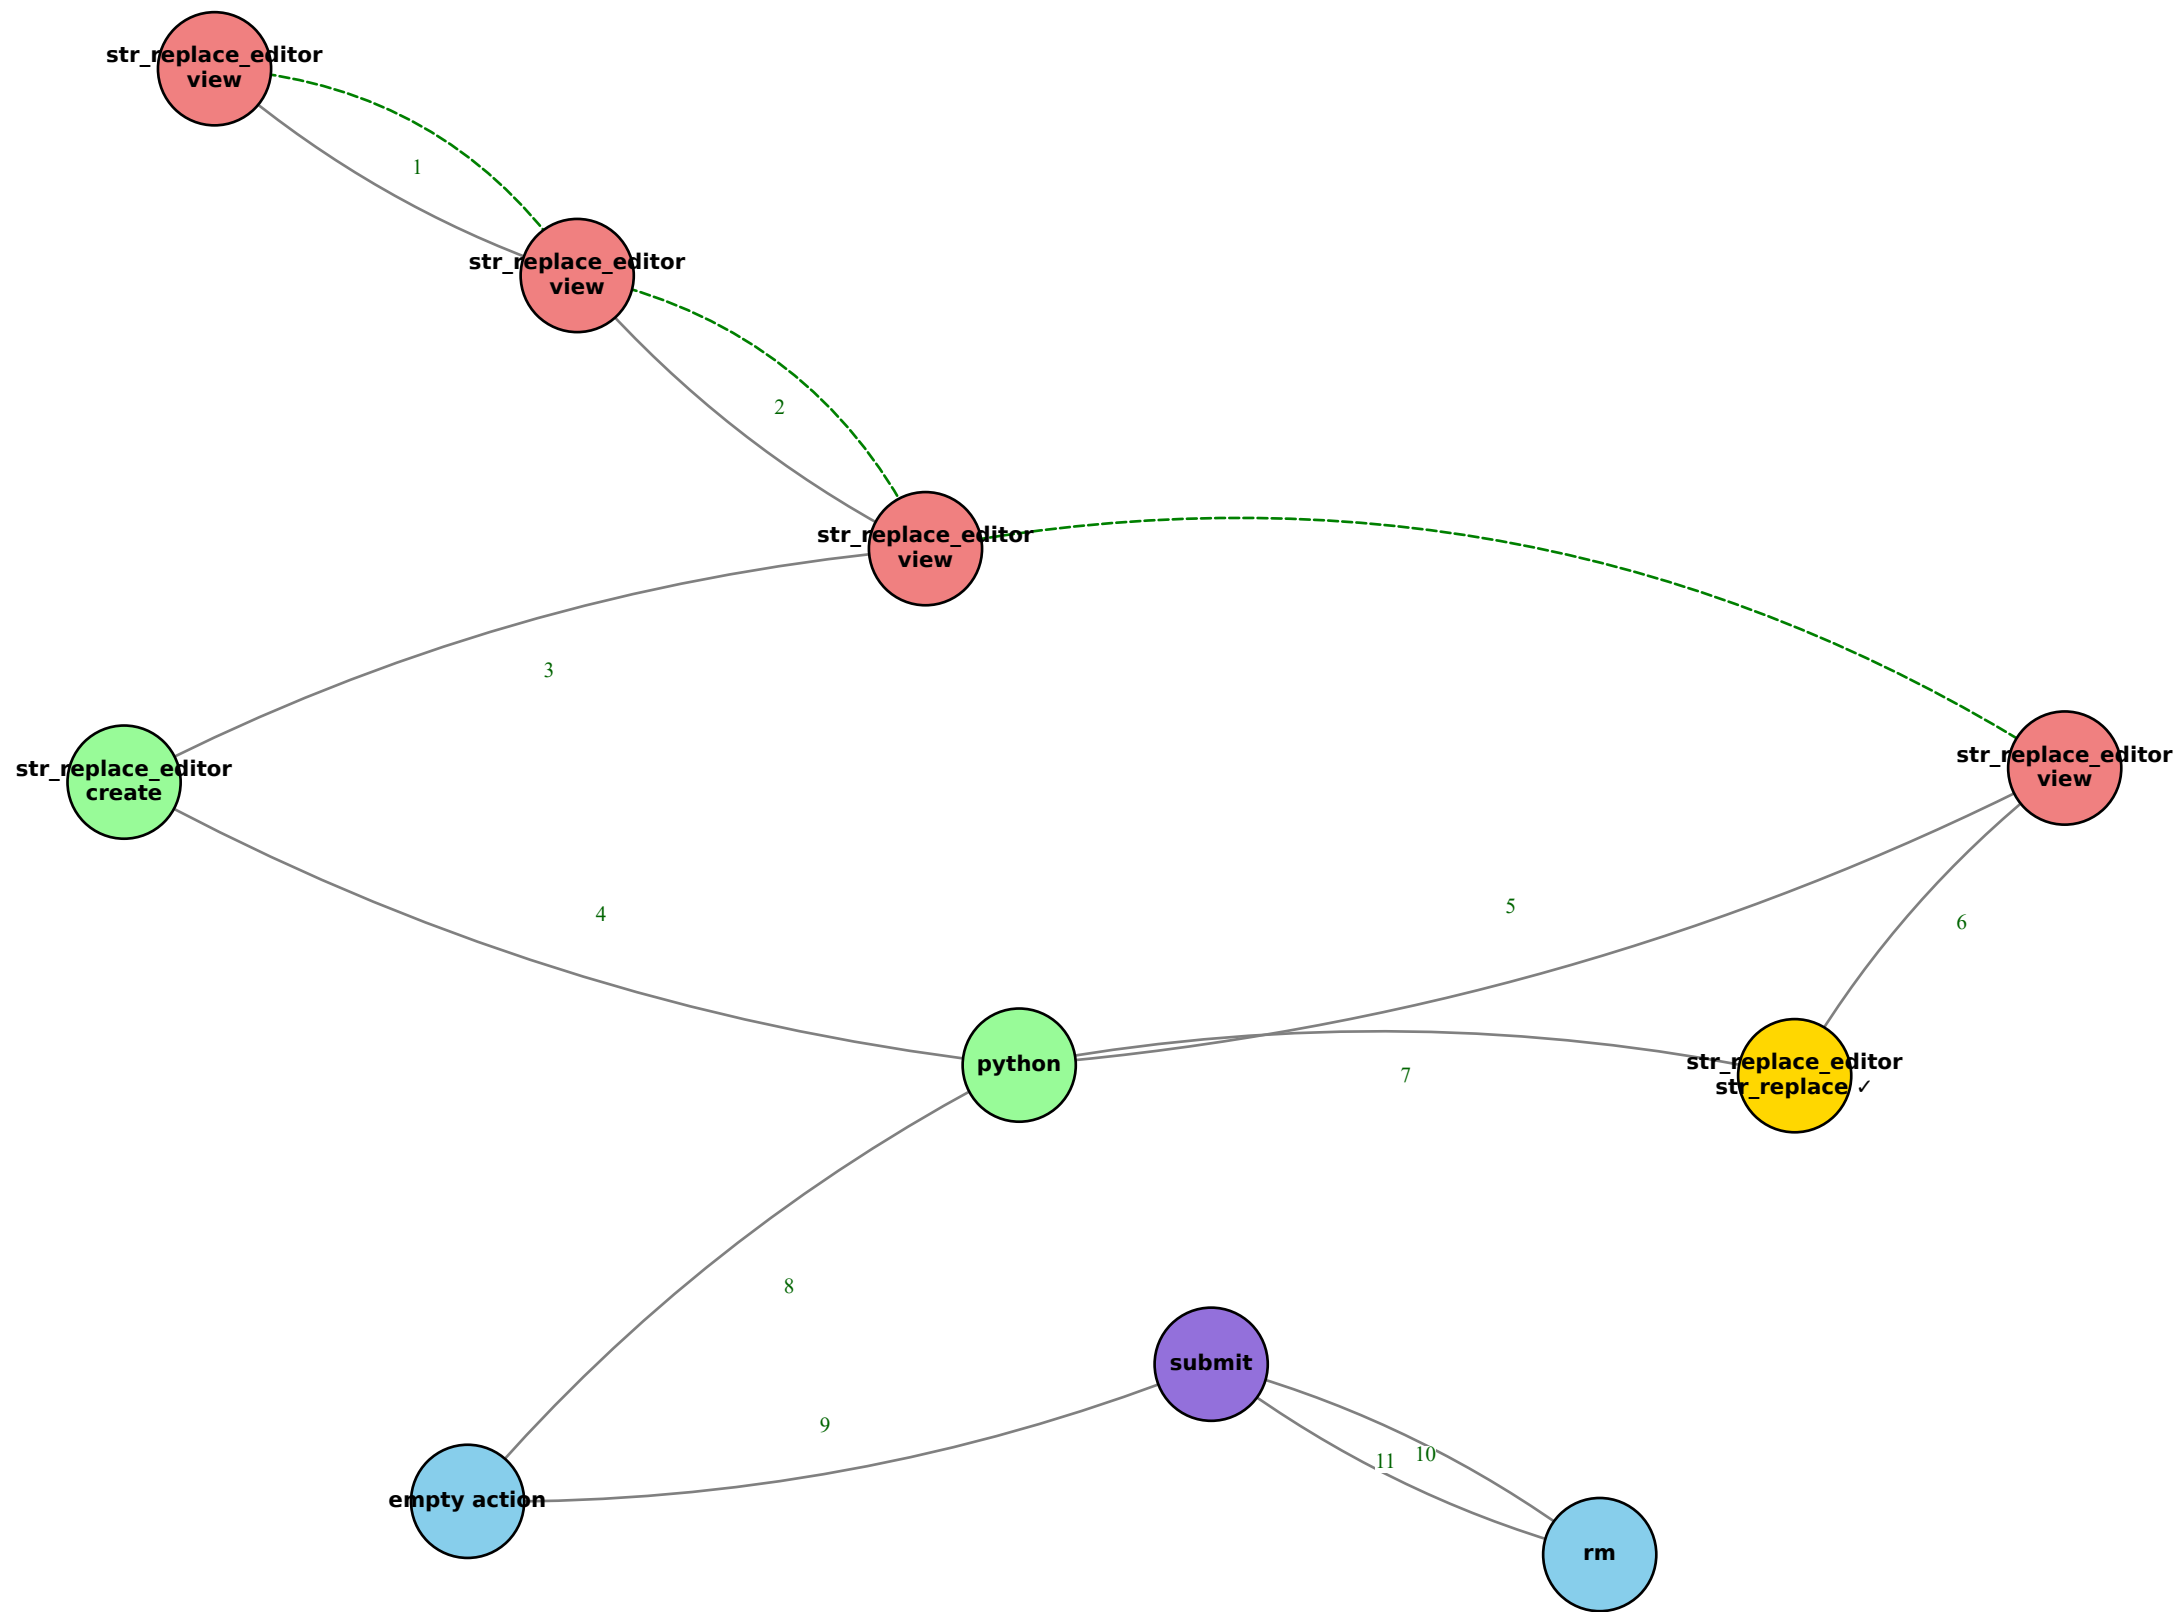 str_replace_editor
view
1
str_replace_editor
view
2
str_replace_editor
view
3
str_replace_editor
create
str_replace_editor
view
4
5
6
python
str_replace_editor
str_replace ✓
7
8
submit
9
11
10
empty action
rm